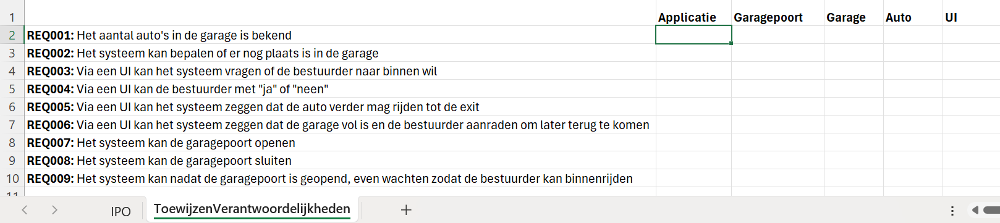 1 Applicatie Garagepoort Garage Auto UI
2 REQ001: Het aantal auto's in de garage is bekend
3 REQ002: Het systeem kan bepalen of er nog plaats is in de garage
4 REQ003: Via een UI kan het systeem vragen of de bestuurder naar binnen wil
5 REQ004: Via een UI kan de bestuurder met "ja" of "neen"
6 REQ005: Via een UI kan het systeem zeggen dat de auto verder mag rijden tot de exit
7 REQ006: Via een UI kan het systeem zeggen dat de garage vol is en de bestuurder aanraden om later terug te komen
8 REQ007: Het systeem kan de garagepoort openen
9 REQ008: Het systeem kan de garagepoort sluiten
10 REQ009: Het systeem kan nadat de garagepoort is geopend, even wachten zodat de bestuurder kan binnenrijden
11
IPO ToewijzenVerantwoordelijkheden